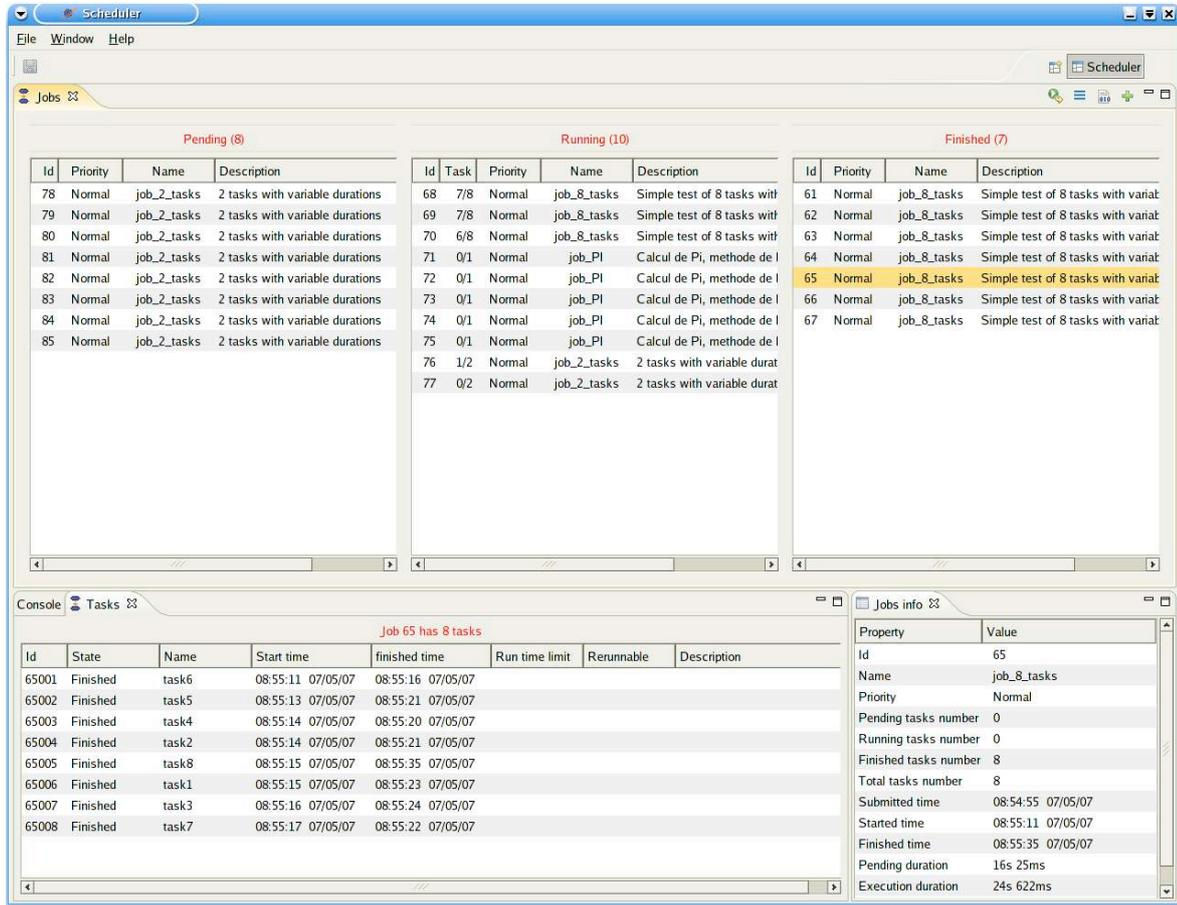 Scheduler
File Window Help
Scheduler
Jobs
Pending (8)
Id Priority Name Description
78 Normal job_2_tasks 2 tasks with variable durations
79 Normal job_2_tasks 2 tasks with variable durations
80 Normal job_2_tasks 2 tasks with variable durations
81 Normal job_2_tasks 2 tasks with variable durations
82 Normal job_2_tasks 2 tasks with variable durations
83 Normal job_2_tasks 2 tasks with variable durations
84 Normal job_2_tasks 2 tasks with variable durations
85 Normal job_2_tasks 2 tasks with variable durations
Running (10)
Id Task Priority Name Description
68 7/8 Normal job_8_tasks Simple test of 8 tasks with
69 7/8 Normal job_8_tasks Simple test of 8 tasks with
70 6/8 Normal job_8_tasks Simple test of 8 tasks with
71 0/1 Normal job_PI Calcul de Pi, methode de
72 0/1 Normal job_PI Calcul de Pi, methode de
73 0/1 Normal job_PI Calcul de Pi, methode de
74 0/1 Normal job_PI Calcul de Pi, methode de
75 0/1 Normal job_PI Calcul de Pi, methode de
76 1/2 Normal job_2_tasks 2 tasks with variable durat
77 0/2 Normal job_2_tasks 2 tasks with variable durat
Finished (7)
Id Priority Name Description
61 Normal job_8_tasks Simple test of 8 tasks with variab
62 Normal job_8_tasks Simple test of 8 tasks with variab
63 Normal job_8_tasks Simple test of 8 tasks with variab
64 Normal job_8_tasks Simple test of 8 tasks with variab
65 Normal job_8_tasks Simple test of 8 tasks with variab
66 Normal job_8_tasks Simple test of 8 tasks with variab
67 Normal job_8_tasks Simple test of 8 tasks with variab
Console Tasks
Job 65 has 8 tasks
Id State Name Start time finished time Run time limit Rerunnable Description
65001 Finished task6 08:55:11 07/05/07 08:55:16 07/05/07
65002 Finished task5 08:55:13 07/05/07 08:55:21 07/05/07
65003 Finished task4 08:55:14 07/05/07 08:55:20 07/05/07
65004 Finished task2 08:55:14 07/05/07 08:55:21 07/05/07
65005 Finished task8 08:55:15 07/05/07 08:55:35 07/05/07
65006 Finished task1 08:55:15 07/05/07 08:55:23 07/05/07
65007 Finished task3 08:55:16 07/05/07 08:55:24 07/05/07
65008 Finished task7 08:55:17 07/05/07 08:55:22 07/05/07
Jobs info
Property Value
Id 65
Name job_8_tasks
Priority Normal
Pending tasks number 0
Running tasks number 0
Finished tasks number 8
Total tasks number 8
Submitted time 08:54:55 07/05/07
Started time 08:55:11 07/05/07
Finished time 08:55:35 07/05/07
Pending duration 16s 25ms
Execution duration 24s 622ms